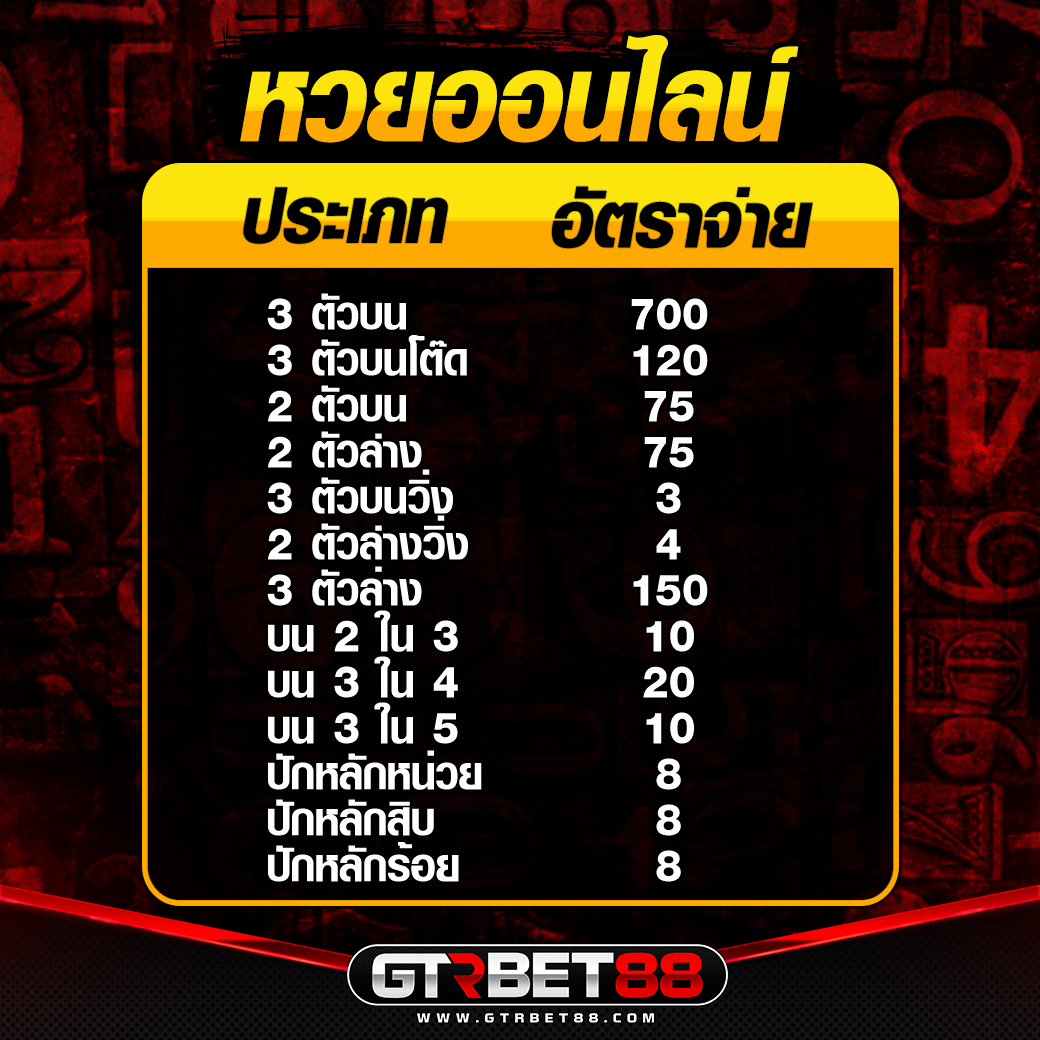 หวยออนไลน์
ประเภท อัตราจ่าย
3 ตัวบน 700
3 ตัวบนโต๊ด 120
2 ตัวบน 75
2 ตัวล่าง 75
3 ตัวบนวิ่ง 3
2 ตัวล่างวิ่ง 4
3 ตัวล่าง 150
บน 2 ใน 3 10
บน 3 ใน 4 20
บน 3 ใน 5 10
ปักหลักหน่วย 8
ปักหลักสิบ 8
ปักหลักร้อย 8
GTRBET88
WWW.GTRBET88.COM